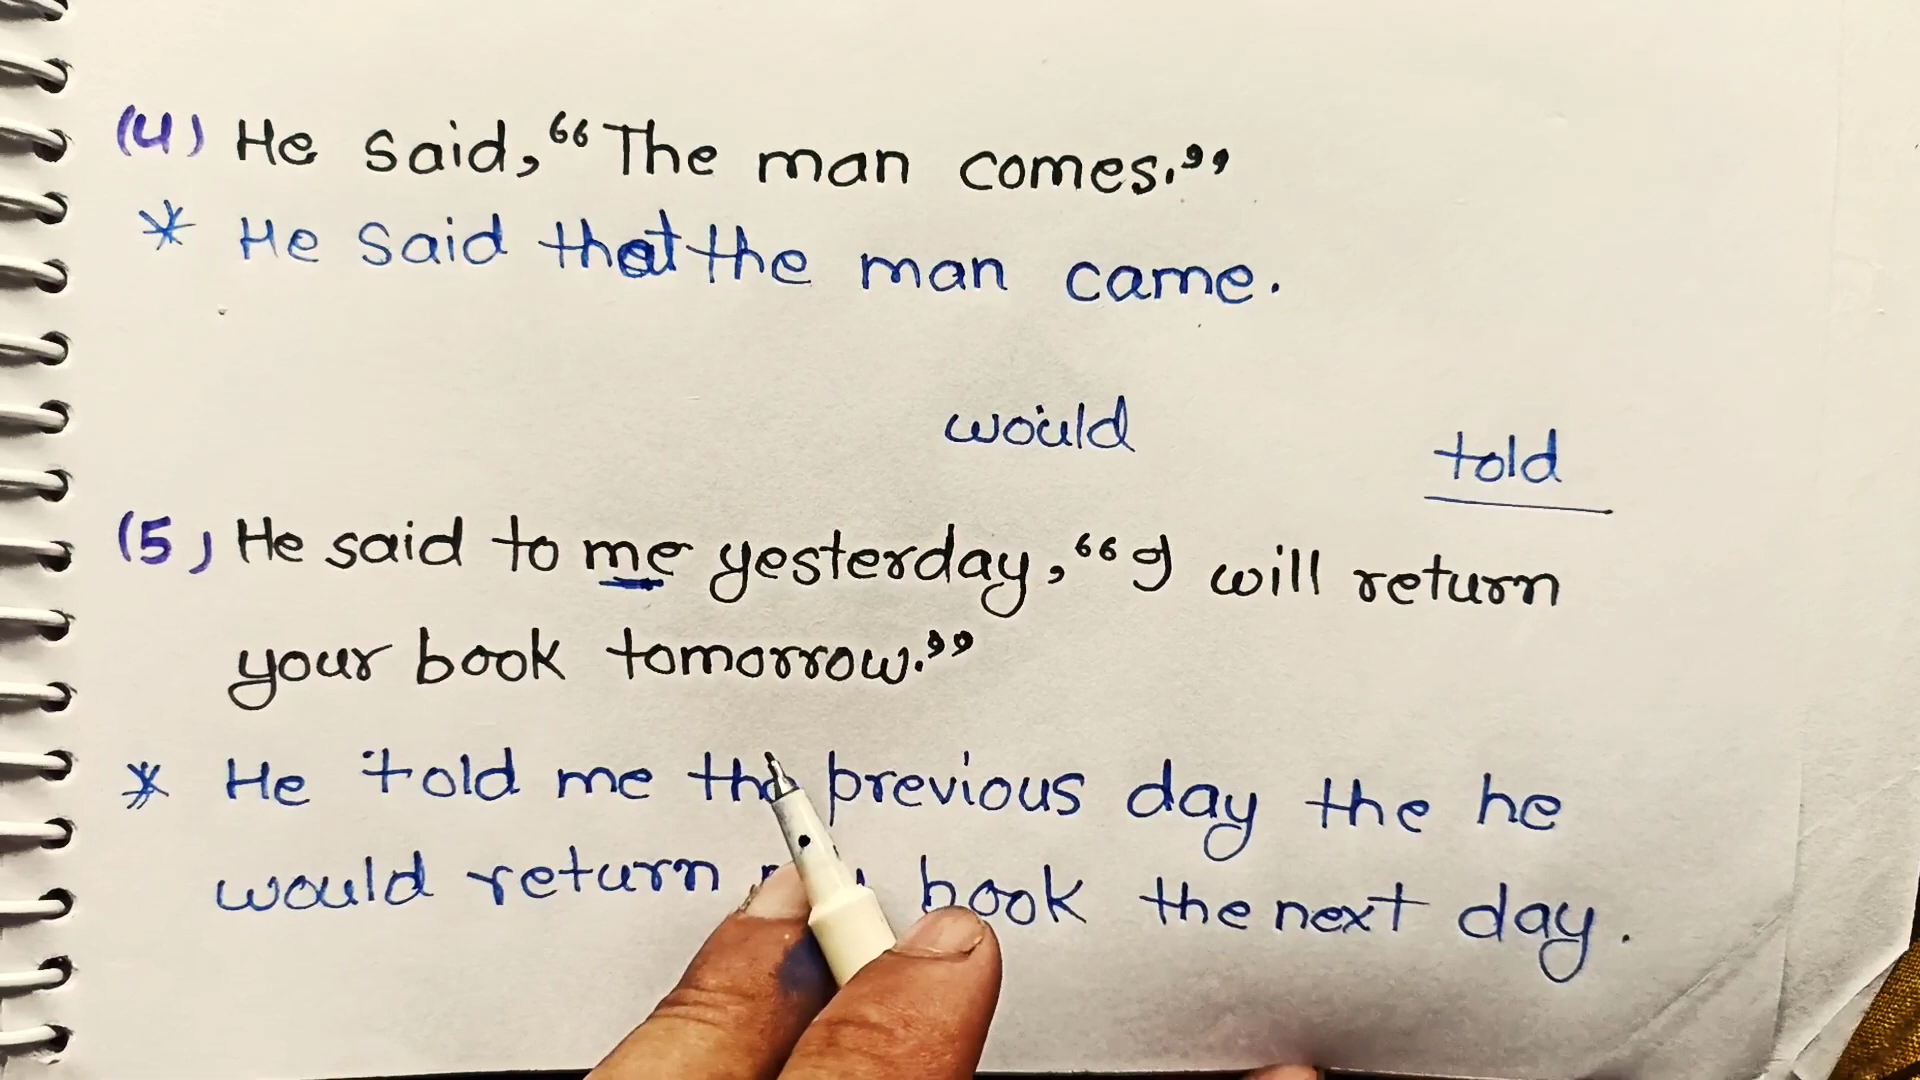 (4) He said, “The man comes.”
* He said that the man came.
would
told
(5) He said to me yesterday, “I will return
your book tomorrow.”
* He told me previous day the he
would return book the next day.